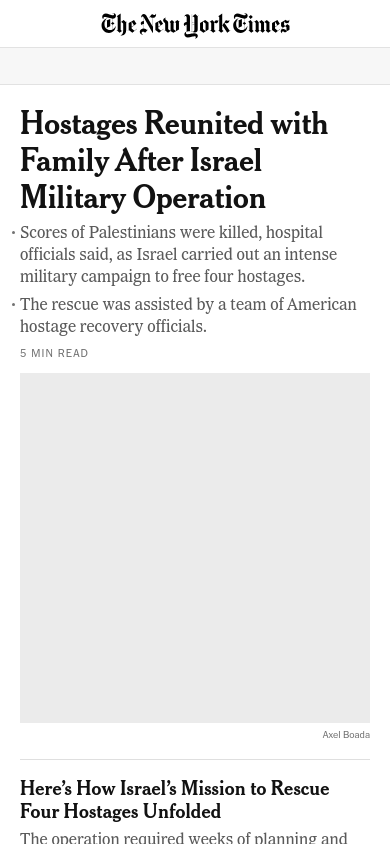 The New York Times
Hostages Reunited with
Family After Israel
Military Operation
• Scores of Palestinians were killed, hospital
officials said, as Israel carried out an intense
military campaign to free four hostages.
• The rescue was assisted by a team of American
hostage recovery officials.
5 MIN READ
Axel Boada
Here’s How Israel’s Mission to Rescue
Four Hostages Unfolded
The operation required weeks of planning and